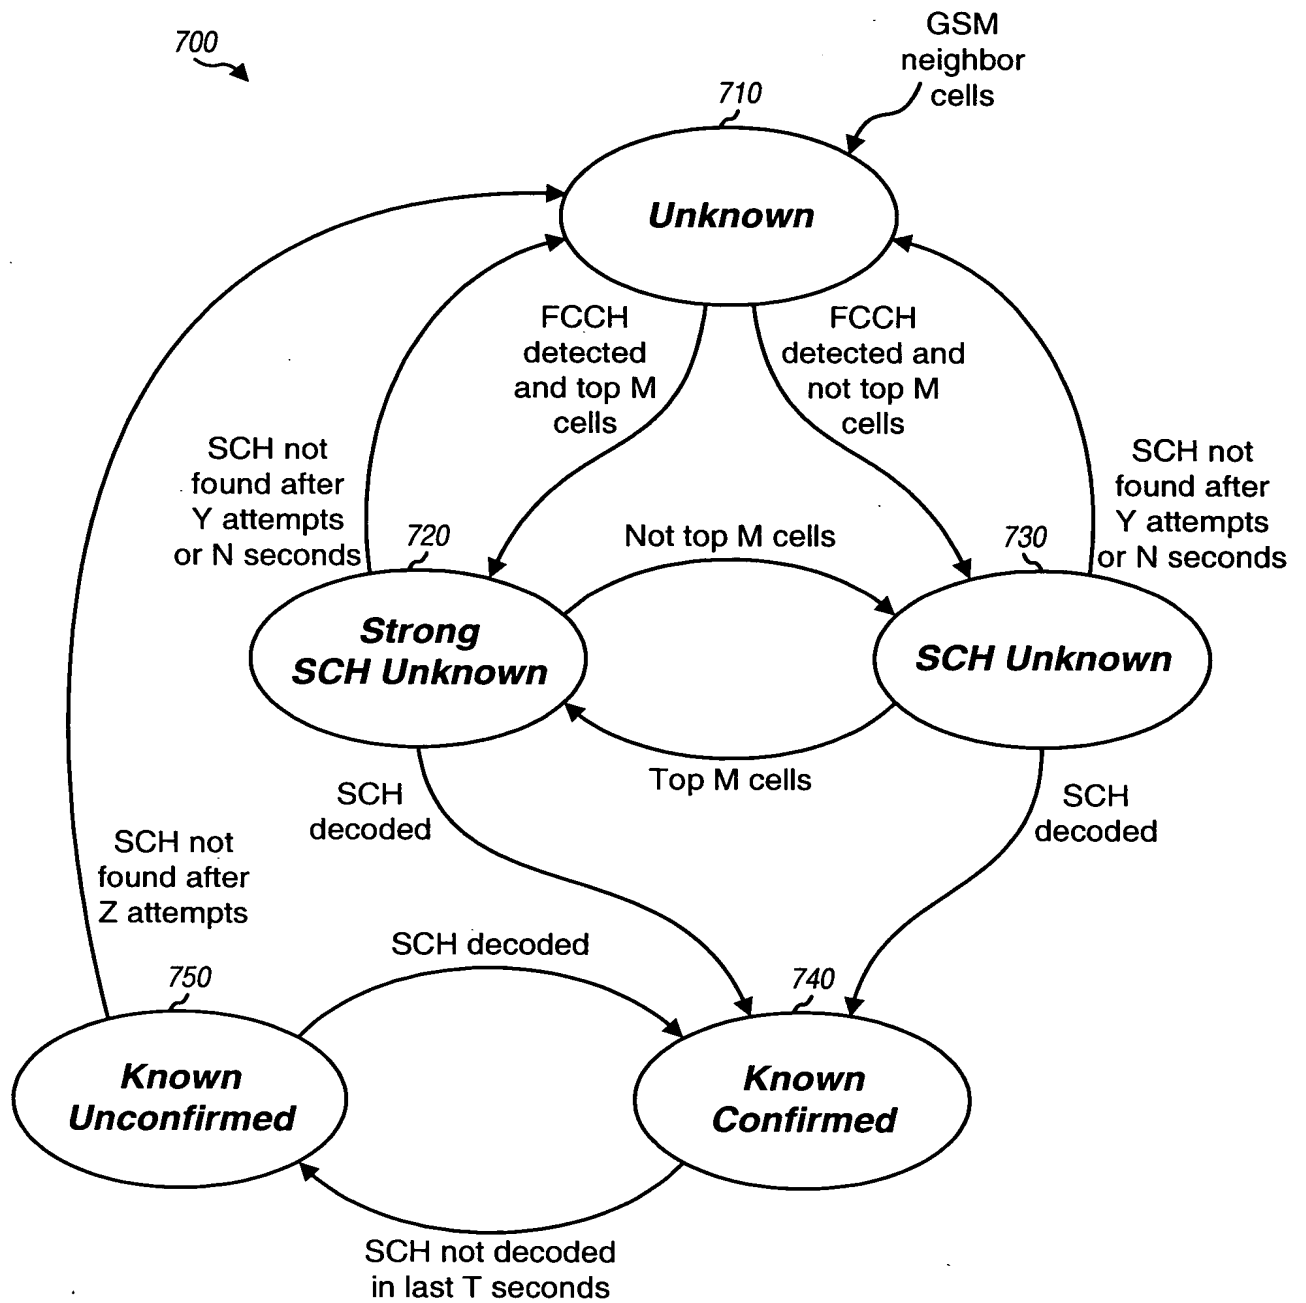 700
GSM
neighbor
cells
710
Unknown
FCCH
detected
and top M
cells
FCCH
detected and
not top M
cells
SCH not
found after
Y attempts
or N seconds
SCH not
found after
Y attempts
or N seconds
720
Not top M cells
730
Strong
SCH Unknown
SCH Unknown
Top M cells
SCH
decoded
SCH
decoded
SCH not
found after
Z attempts
SCH decoded
750
740
Known
Unconfirmed
Known
Confirmed
SCH not decoded
in last T seconds